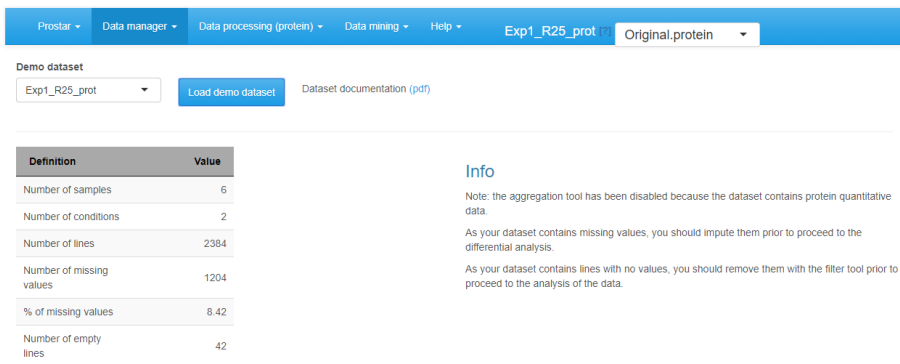 Prostar Data manager Data processing (protein) Data mining Help Exp1_R25_prot [?] Original.protein
Demo dataset
Exp1_R25_prot Load demo dataset Dataset documentation (pdf)
Definition Value
Number of samples 6
Number of conditions 2
Number of lines 2384
Number of missing
values 1204
% of missing values 8.42
Number of empty
lines 42
Info
Note: the aggregation tool has been disabled because the dataset contains protein quantitative
data.
As your dataset contains missing values, you should impute them prior to proceed to the
differential analysis.
As your dataset contains lines with no values, you should remove them with the filter tool prior to
proceed to the analysis of the data.